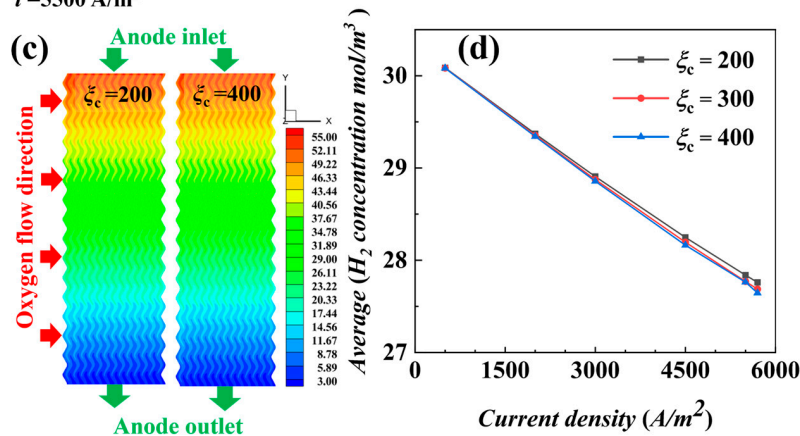 (c)
Anode inlet
ξc=200
ξc=400
Y
Z
X
Oxygen flow direction
55.00
52.11
49.22
46.33
43.44
40.56
37.67
34.78
31.89
29.00
26.11
23.22
20.33
17.44
14.56
11.67
8.78
5.89
3.00
Anode outlet
(d)
ξc = 200
ξc = 300
ξc = 400
Average (H2 concentration mol/m3)
30
29
28
27
0
1500
3000
4500
6000
Current density (A/m2)